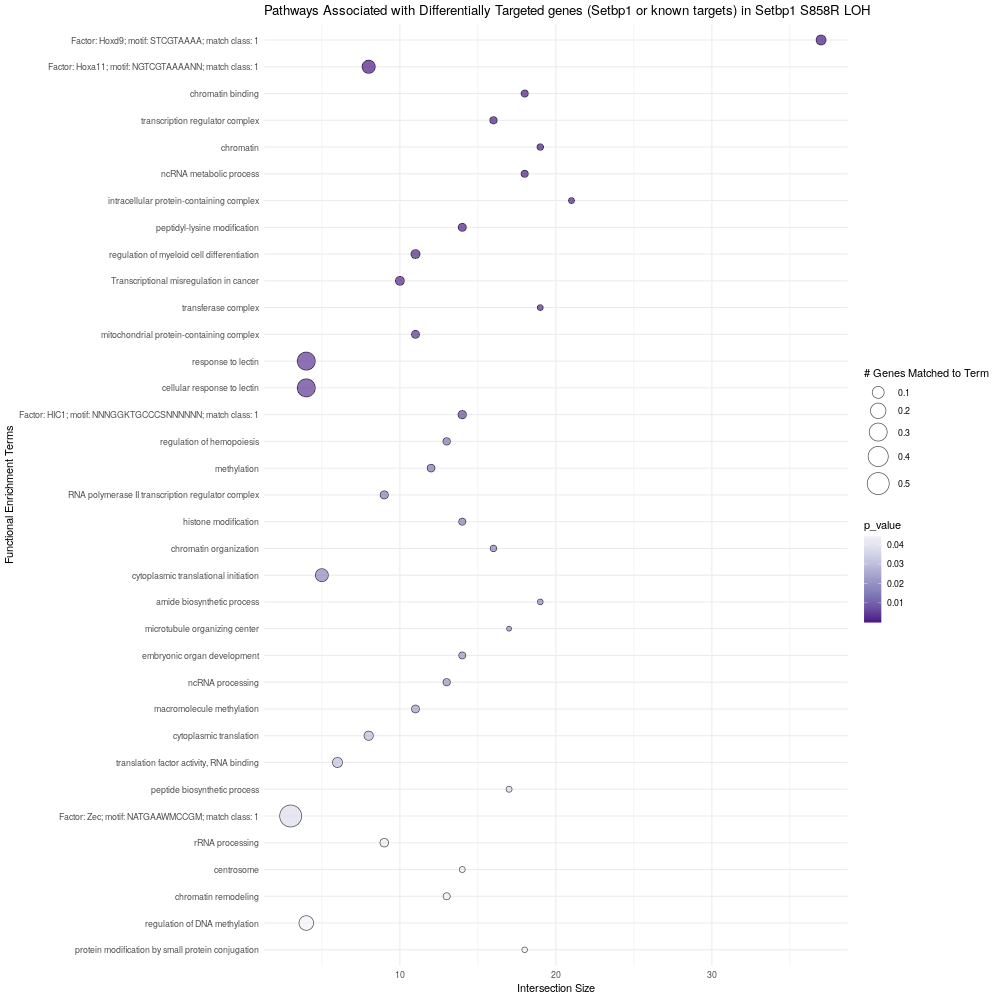 Pathways Associated with Differentially Targeted genes (Setbp1 or known targets) in Setbp1 S858R LOH
Functional Enrichment Terms
Factor: Hoxd9; motif: STCGTAAAA; match class: 1
Factor: Hoxa11; motif: NGTCGTAAAANN; match class: 1
chromatin binding
transcription regulator complex
chromatin
ncRNA metabolic process
intracellular protein-containing complex
peptidyl-lysine modification
regulation of myeloid cell differentiation
Transcriptional misregulation in cancer
transferase complex
mitochondrial protein-containing complex
response to lectin
cellular response to lectin
Factor: HIC1; motif: NNNGGKTGCCCSNNNNNN; match class: 1
regulation of hemopoiesis
methylation
RNA polymerase II transcription regulator complex
histone modification
chromatin organization
cytoplasmic translational initiation
amide biosynthetic process
microtubule organizing center
embryonic organ development
ncRNA processing
macromolecule methylation
cytoplasmic translation
translation factor activity, RNA binding
peptide biosynthetic process
Factor: Zec; motif: NATGAAWMCCGM; match class: 1
rRNA processing
centrosome
chromatin remodeling
regulation of DNA methylation
protein modification by small protein conjugation
10
20
30
Intersection Size
# Genes Matched to Term
0.1
0.2
0.3
0.4
0.5
p_value
0.04
0.03
0.02
0.01